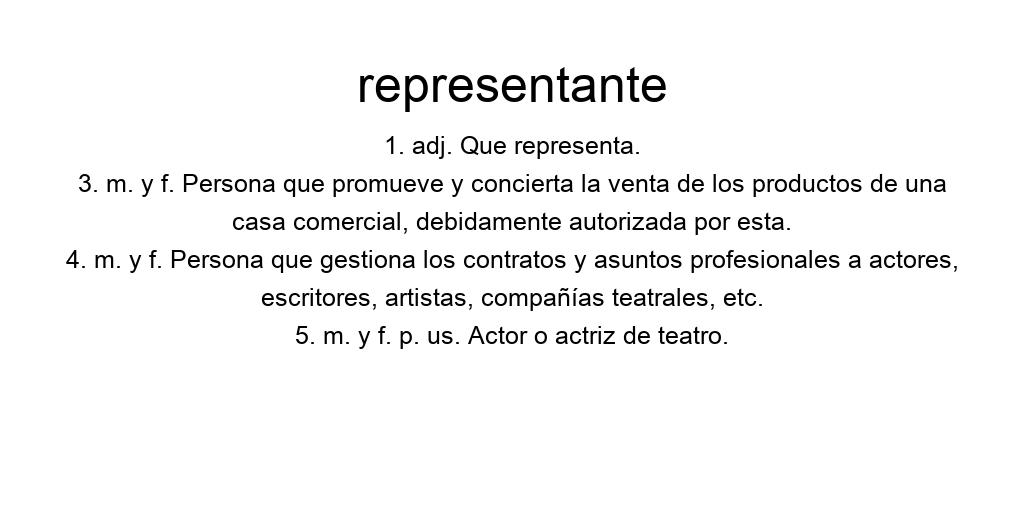 representante
1. adj. Que representa.
3. m. y f. Persona que promueve y concierta la venta de los productos de una
casa comercial, debidamente autorizada por esta.
4. m. y f. Persona que gestiona los contratos y asuntos profesionales a actores,
escritores, artistas, compañías teatrales, etc.
5. m. y f. p. us. Actor o actriz de teatro.